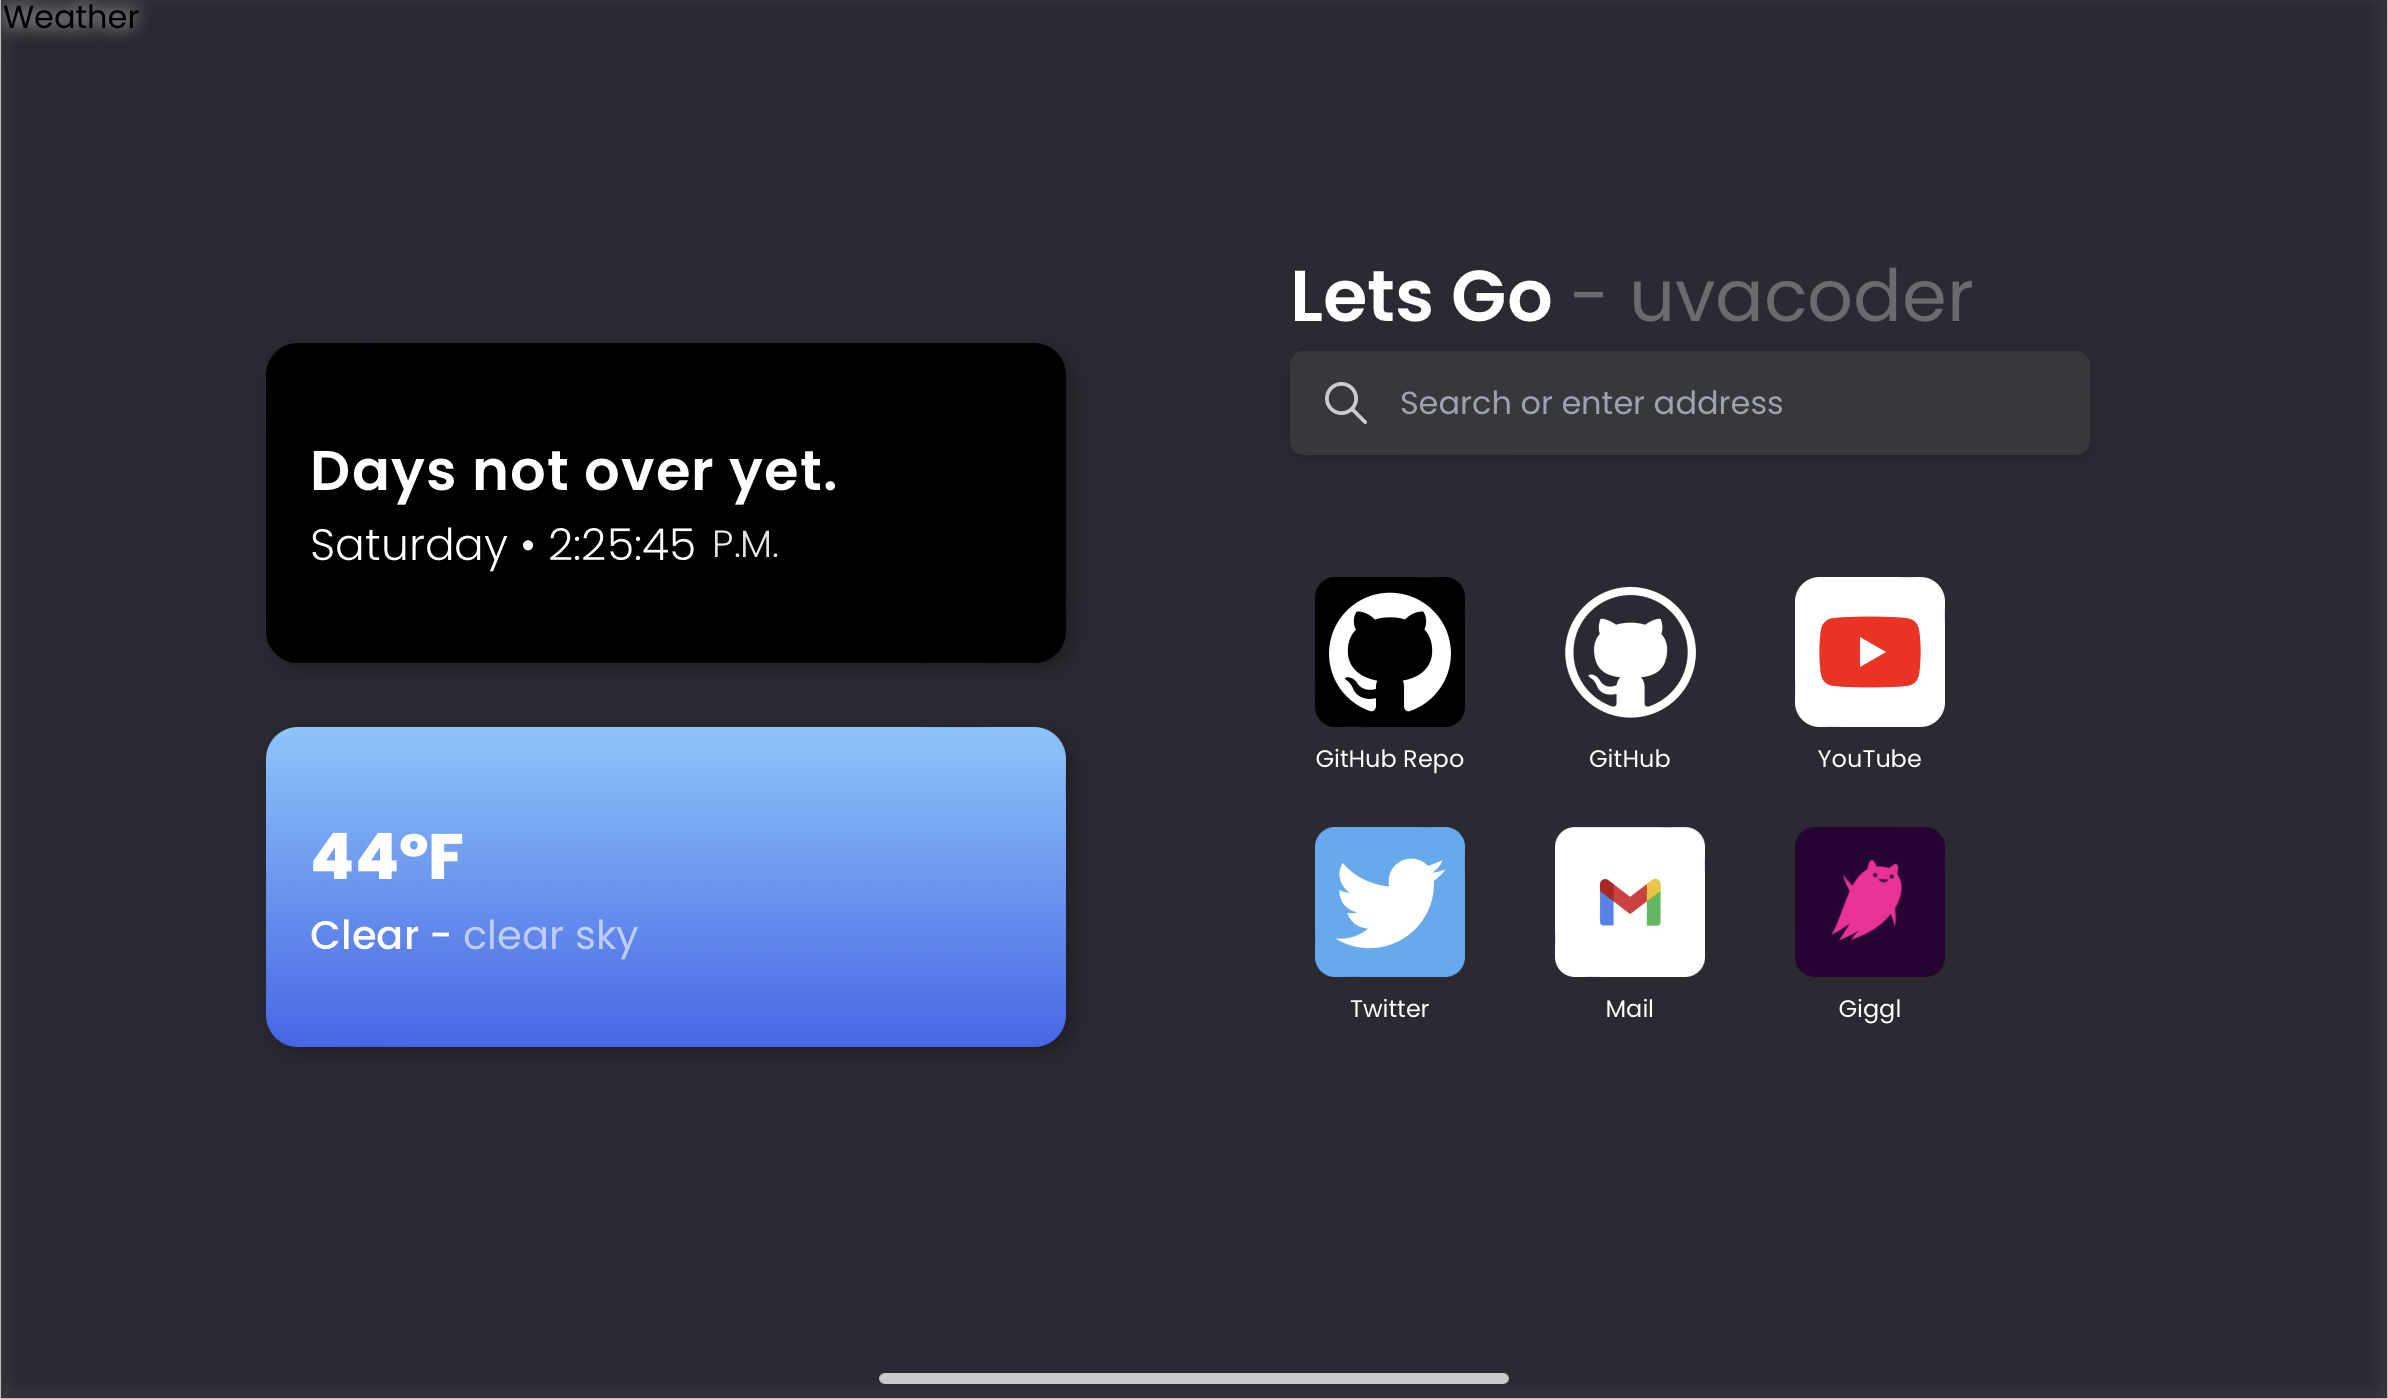 Weather
Days not over yet.
Saturday • 2:25:45 P.M.
44°F
Clear - clear sky
Lets Go - uvacoder
Search or enter address
GitHub Repo
GitHub
YouTube
Twitter
Mail
Giggl